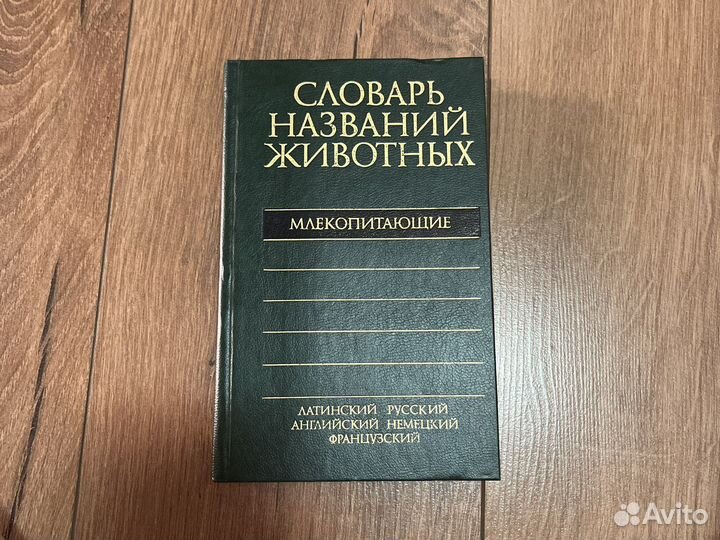 СЛОВАРЬ
НАЗВАНИЙ
ЖИВОТНЫХ
МЛЕКОПИТАЮЩИЕ
ЛАТИНСКИЙ РУССКИЙ
АНГЛИЙСКИЙ НЕМЕЦКИЙ
ФРАНЦУЗСКИЙ
Avito